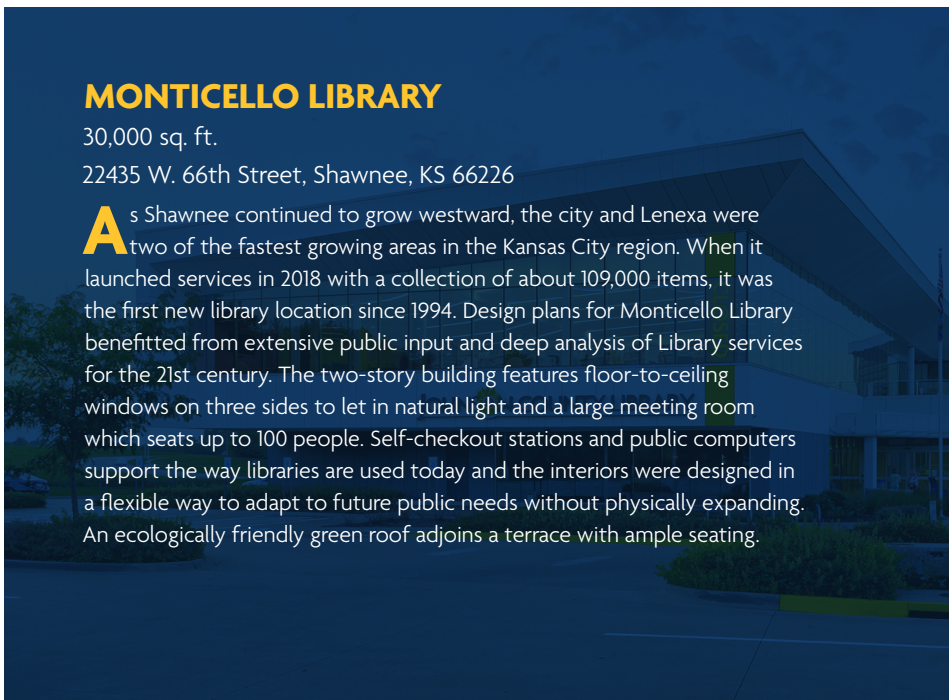 MONTICELLO LIBRARY
30,000 sq. ft.
22435 W. 66th Street, Shawnee, KS 66226
As Shawnee continued to grow westward, the city and Lenexa were
two of the fastest growing areas in the Kansas City region. When it
launched services in 2018 with a collection of about 109,000 items, it was
the first new library location since 1994. Design plans for Monticello Library
benefitted from extensive public input and deep analysis of Library services
for the 21st century. The two-story building features floor-to-ceiling
windows on three sides to let in natural light and a large meeting room
which seats up to 100 people. Self-checkout stations and public computers
support the way libraries are used today and the interiors were designed in
a flexible way to adapt to future public needs without physically expanding.
An ecologically friendly green roof adjoins a terrace with ample seating.